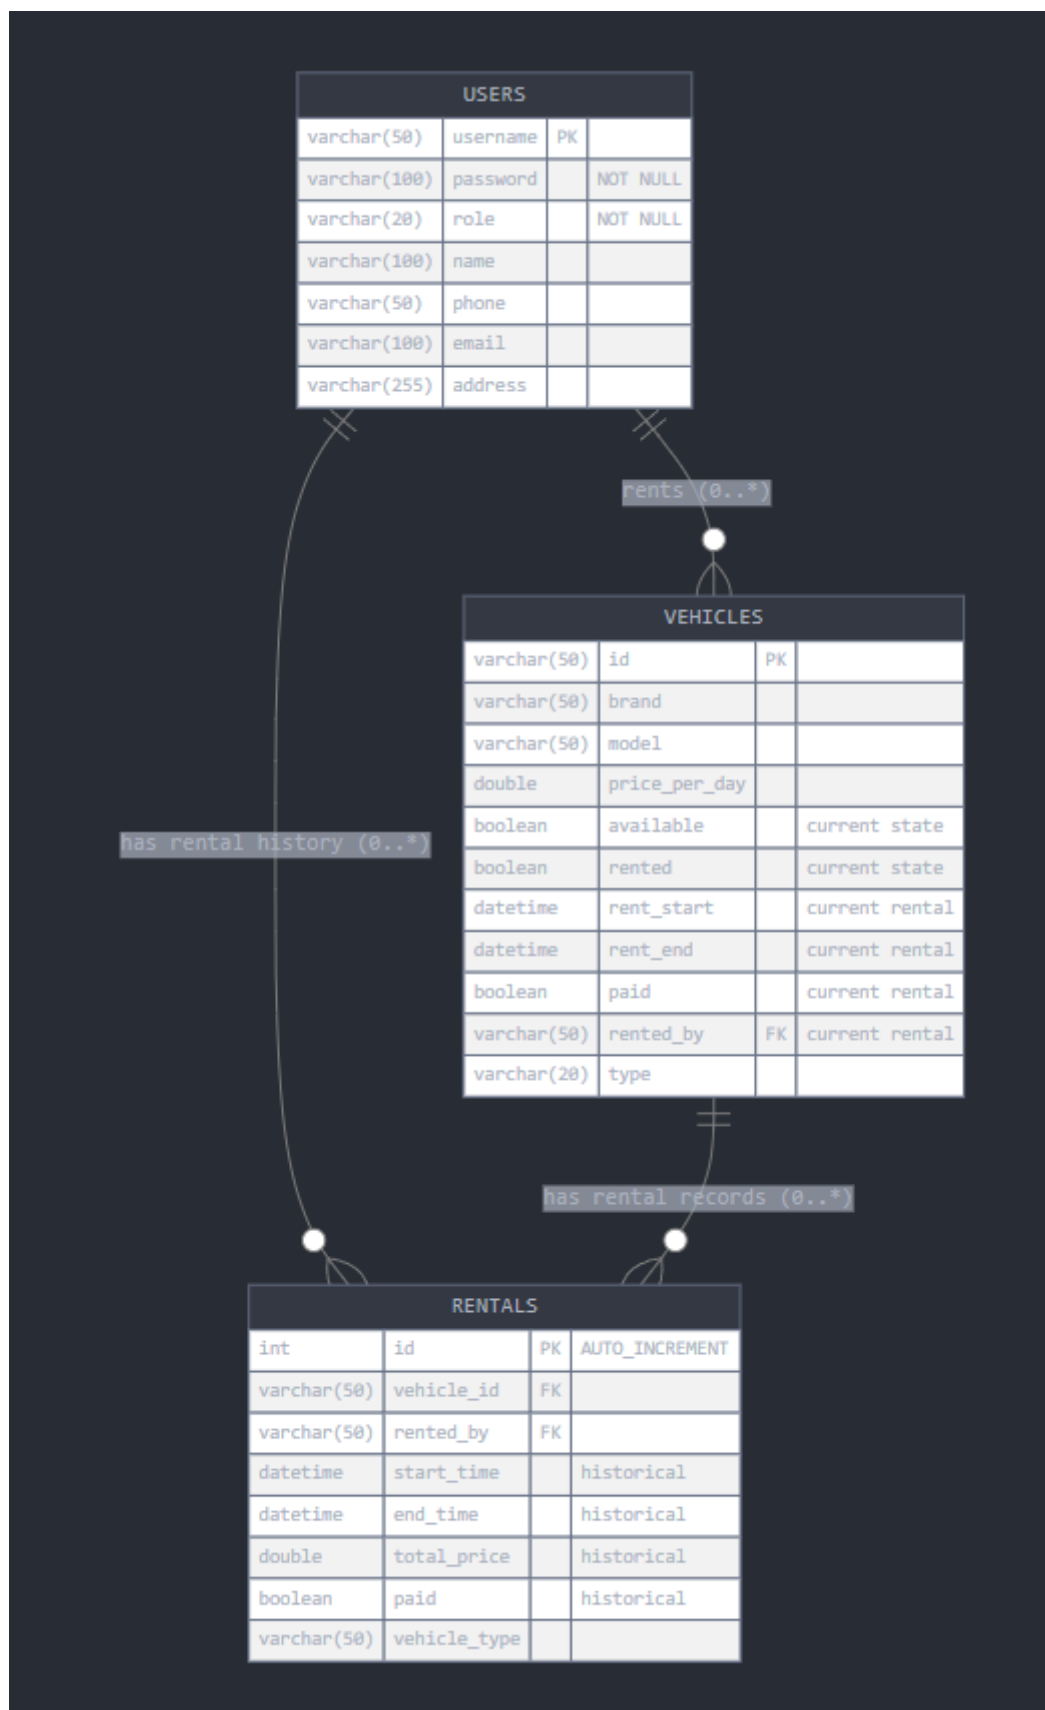 USERS
varchar(50) username PK
varchar(100) password NOT NULL
varchar(20) role NOT NULL
varchar(100) name
varchar(50) phone
varchar(100) email
varchar(255) address
rents (0..*)
VEHICLES
varchar(50) id PK
varchar(50) brand
varchar(50) model
double price_per_day
boolean available current state
has rental history (0..*)
boolean rented current state
datetime rent_start current rental
datetime rent_end current rental
boolean paid current rental
varchar(50) rented_by FK current rental
varchar(20) type
has rental records (0..*)
RENTALS
int id PK AUTO_INCREMENT
varchar(50) vehicle_id FK
varchar(50) rented_by FK
datetime start_time historical
datetime end_time historical
double total_price historical
boolean paid historical
varchar(50) vehicle_type